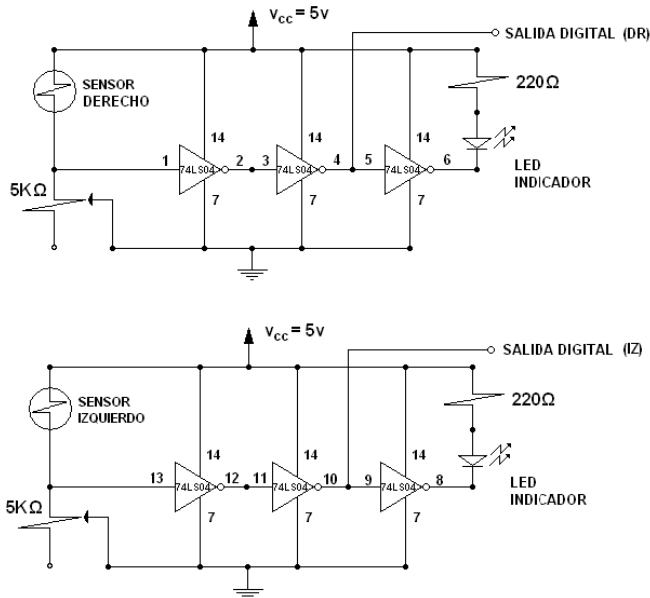 Vcc = 5v
SALIDA DIGITAL (DR)
SENSOR
DERECHO
220Ω
14
14
14
1
74LS04
2
3
74LS04
4
5
74LS04
6
LED
INDICADOR
5KΩ
7
7
7
Vcc = 5v
SALIDA DIGITAL (IZ)
SENSOR
IZQUIERDO
220Ω
14
14
14
13
74LS04
12
11
74LS04
10
9
74LS04
8
LED
INDICADOR
5KΩ
7
7
7